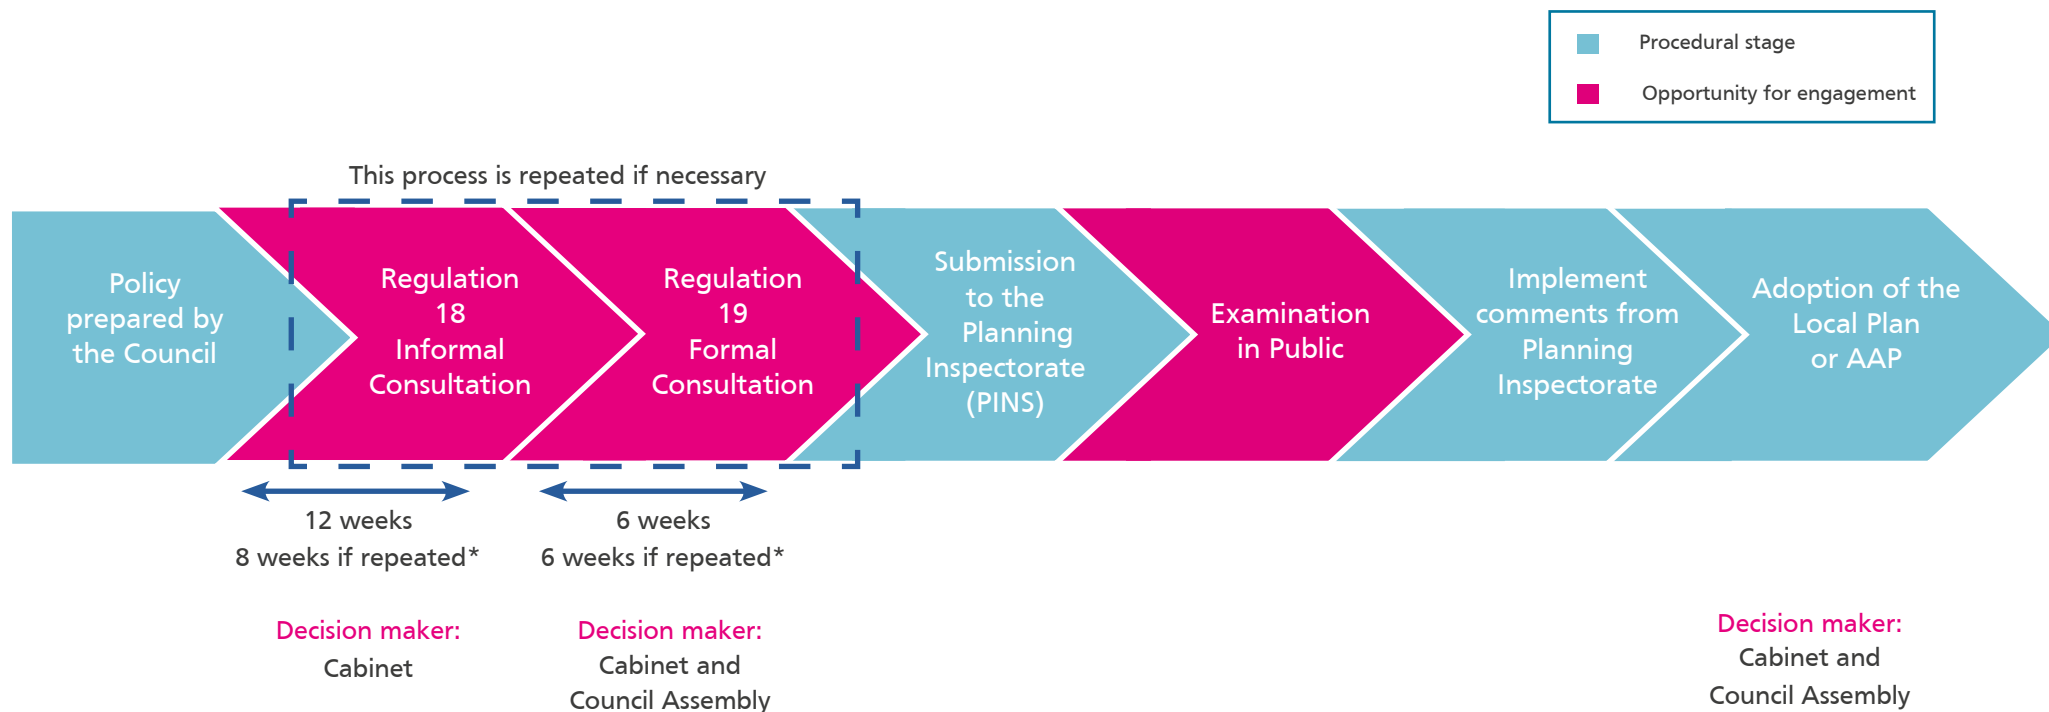 Procedural stage
Opportunity for engagement
This process is repeated if necessary
Policy
prepared by
the Council
Regulation
18
Informal
Consultation
Regulation
19
Formal
Consultation
Submission
to the
Planning
Inspectorate
(PINS)
Examination
in Public
Implement
comments from
Planning
Inspectorate
Adoption of the
Local Plan
or AAP
12 weeks
8 weeks if repeated*
6 weeks
6 weeks if repeated*
Decision maker:
Cabinet
Decision maker:
Cabinet and
Council Assembly
Decision maker:
Cabinet and
Council Assembly